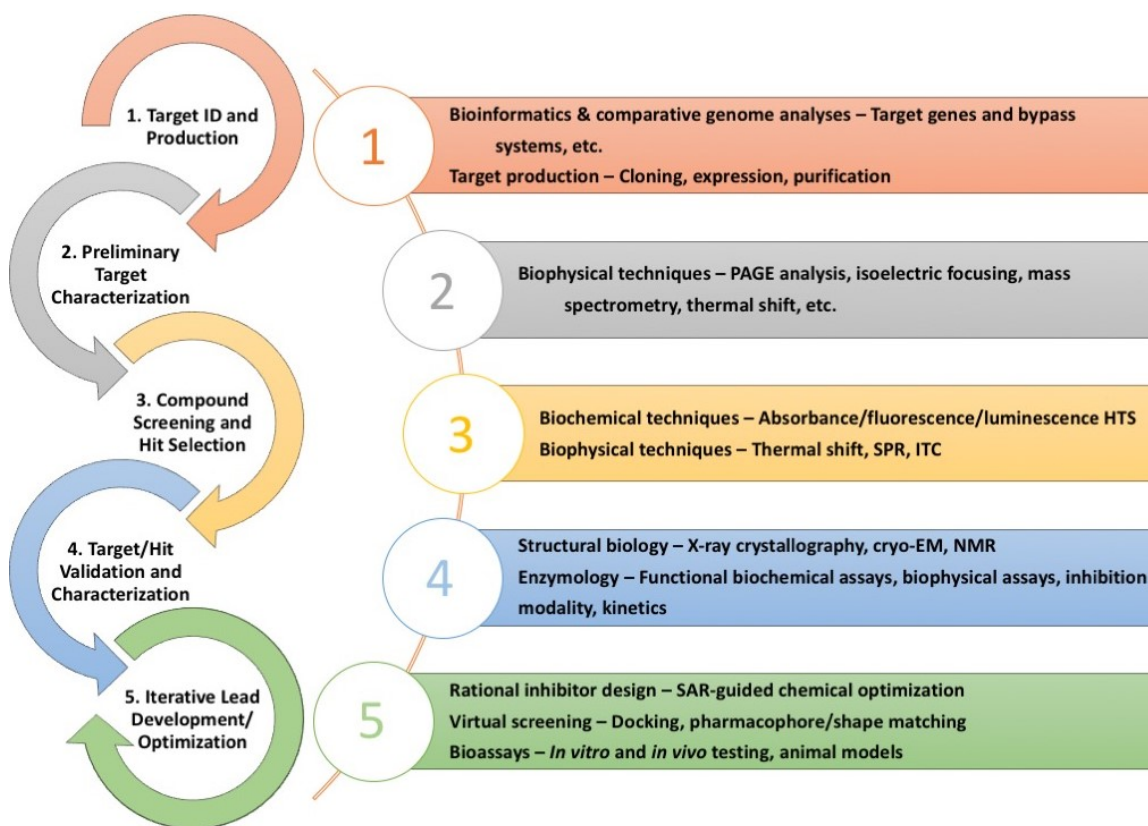 1. Target ID and
Production
2. Preliminary
Target
Characterization
3. Compound
Screening and
Hit Selection
4. Target/Hit
Validation and
Characterization
5. Iterative Lead
Development/
Optimization
1
Bioinformatics & comparative genome analyses – Target genes and bypass
systems, etc.
Target production – Cloning, expression, purification
2
Biophysical techniques – PAGE analysis, isoelectric focusing, mass
spectrometry, thermal shift, etc.
3
Biochemical techniques – Absorbance/fluorescence/luminescence HTS
Biophysical techniques – Thermal shift, SPR, ITC
4
Structural biology – X-ray crystallography, cryo-EM, NMR
Enzymology – Functional biochemical assays, biophysical assays, inhibition
modality, kinetics
5
Rational inhibitor design – SAR-guided chemical optimization
Virtual screening – Docking, pharmacophore/shape matching
Bioassays – In vitro and in vivo testing, animal models